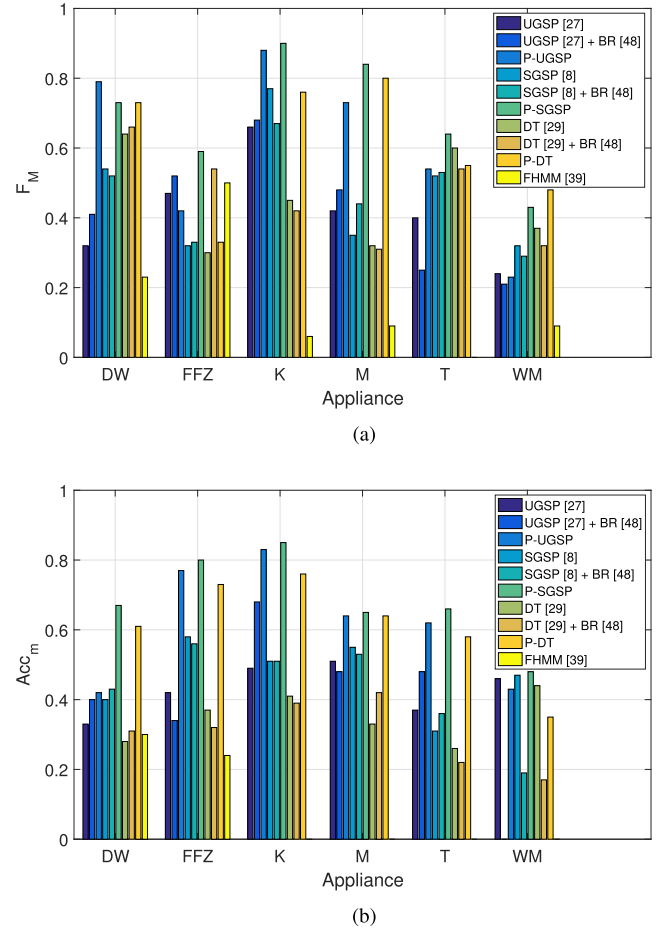 1
0.8
0.6
0.4
0.2
0
F_M
UGSP [27]
UGSP [27] + BR [48]
P-UGSP
SGSP [8]
SGSP [8] + BR [48]
P-SGSP
DT [29]
DT [29] + BR [48]
P-DT
FHMM [39]
DW FFZ K M T WM
Appliance
(a)
1
0.8
0.6
0.4
0.2
0
Acc_m
UGSP [27]
UGSP [27] + BR [48]
P-UGSP
SGSP [8]
SGSP [8] + BR [48]
P-SGSP
DT [29]
DT [29] + BR [48]
P-DT
FHMM [39]
DW FFZ K M T WM
Appliance
(b)